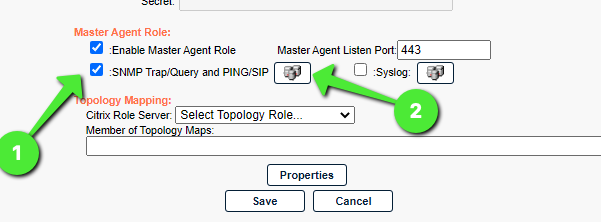 Secret:
Master Agent Role:
:Enable Master Agent Role Master Agent Listen Port: 443
:SNMP Trap/Query and PING/SIP :Syslog:
Topology Mapping:
Citrix Role Server: Select Topology Role...
Member of Topology Maps:
Properties
Save Cancel
1
2